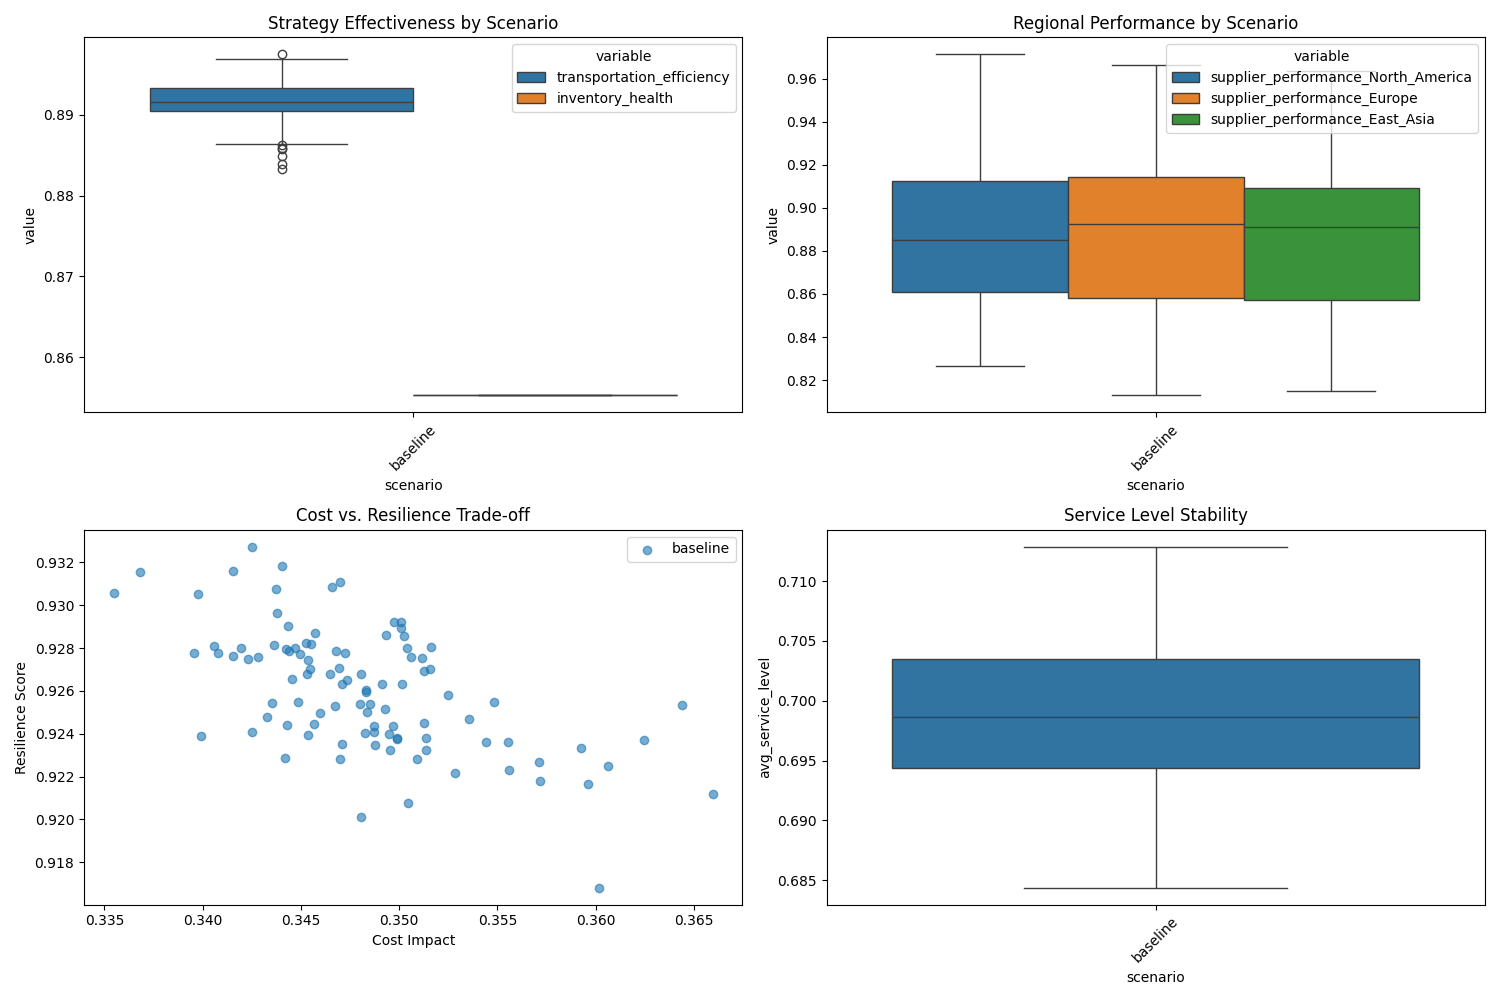 Strategy Effectiveness by Scenario
variable
transportation_efficiency
inventory_health
value
0.89
0.88
0.87
0.86
baseline
scenario
Regional Performance by Scenario
variable
supplier_performance_North_America
supplier_performance_Europe
supplier_performance_East_Asia
value
0.96
0.94
0.92
0.90
0.88
0.86
0.84
0.82
baseline
scenario
Cost vs. Resilience Trade-off
baseline
Resilience Score
0.932
0.930
0.928
0.926
0.924
0.922
0.920
0.918
0.335 0.340 0.345 0.350 0.355 0.360 0.365
Cost Impact
Service Level Stability
avg_service_level
0.710
0.705
0.700
0.695
0.690
0.685
baseline
scenario